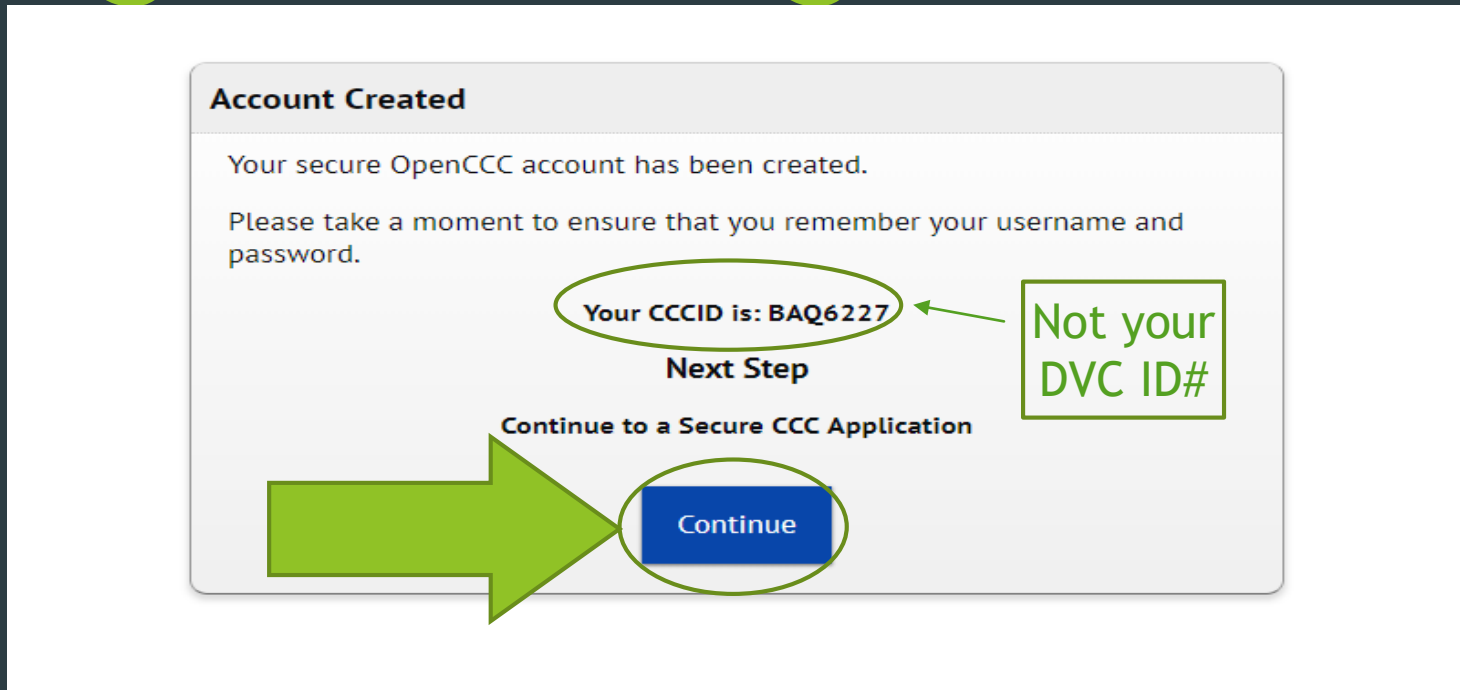 Account Created
Your secure OpenCCC account has been created.
Please take a moment to ensure that you remember your username and
password.
Your CCCID is: BAQ6227
Not your
DVC ID#
Next Step
Continue to a Secure CCC Application
Continue